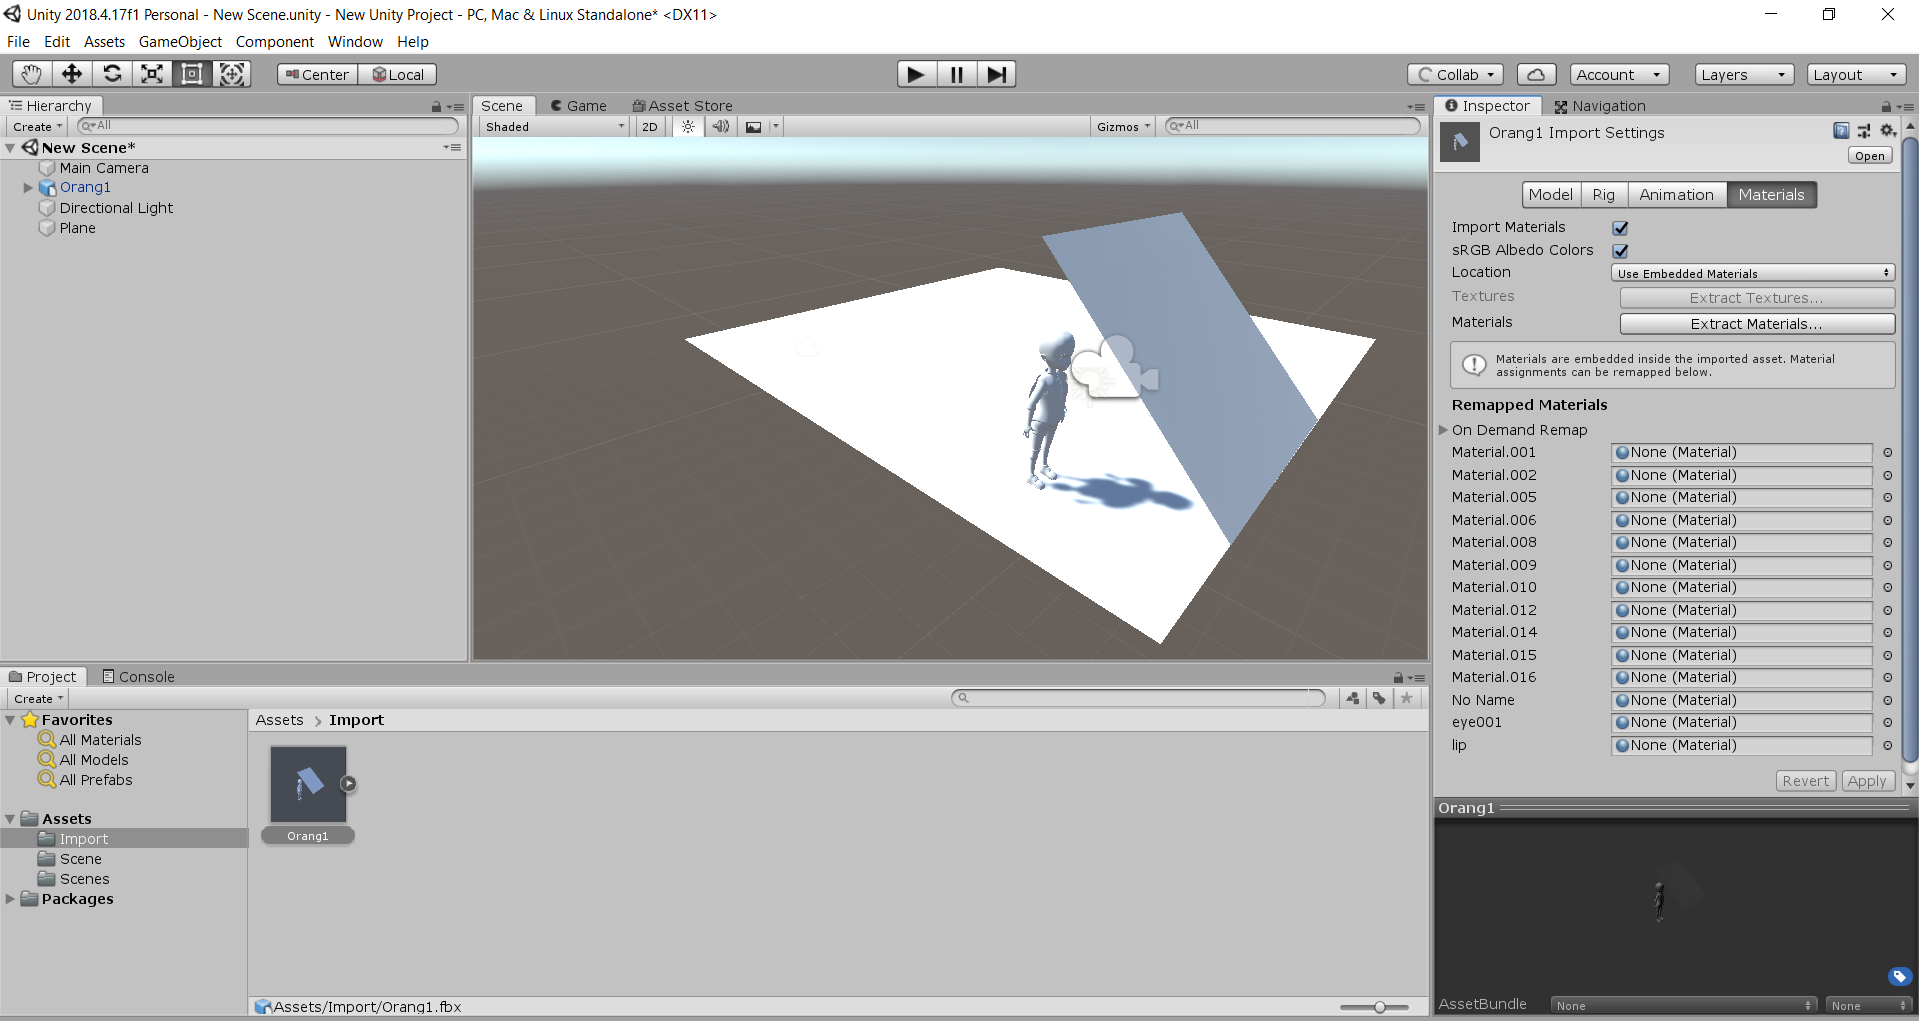 Unity 2018.4.17f1 Personal - New Scene.unity - New Unity Project - PC, Mac & Linux Standalone* <DX11>
File Edit Assets GameObject Component Window Help
Center Local
Collab Account Layers Layout
Hierarchy
Create All
New Scene*
Main Camera
Orang1
Directional Light
Plane
Scene Game Asset Store
Shaded 2D Gizmos All
Inspector Navigation
Orang1 Import Settings
Open
Model Rig Animation Materials
Import Materials
sRGB Albedo Colors
Location Use Embedded Materials
Textures Extract Textures...
Materials Extract Materials...
Materials are embedded inside the imported asset. Material
assignments can be remapped below.
Remapped Materials
On Demand Remap
Material.001 None (Material)
Material.002 None (Material)
Material.005 None (Material)
Material.006 None (Material)
Material.008 None (Material)
Material.009 None (Material)
Material.010 None (Material)
Material.012 None (Material)
Material.014 None (Material)
Material.015 None (Material)
Material.016 None (Material)
No Name None (Material)
eye001 None (Material)
lip None (Material)
Revert Apply
Orang1
AssetBundle None None
Project Console
Create
Favorites
All Materials
All Models
All Prefabs
Assets
Import
Scene
Scenes
Packages
Assets > Import
Orang1
Assets/Import/Orang1.fbx